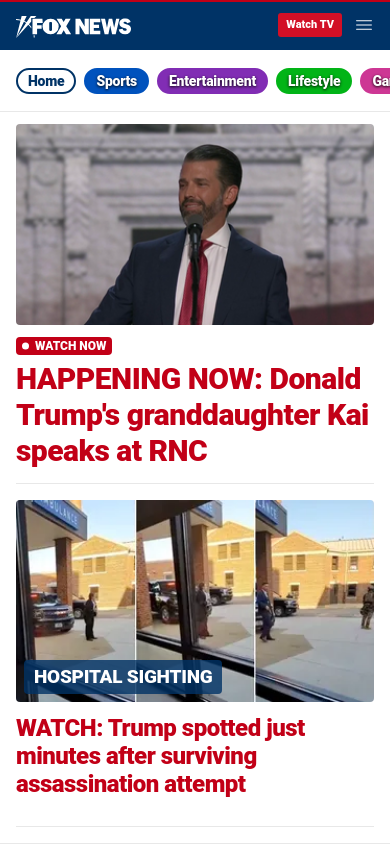 FOX NEWS
Watch TV
Home
Sports
Entertainment
Lifestyle
WATCH NOW
HAPPENING NOW: Donald
Trump's granddaughter Kai
speaks at RNC
HOSPITAL SIGHTING
WATCH: Trump spotted just
minutes after surviving
assassination attempt